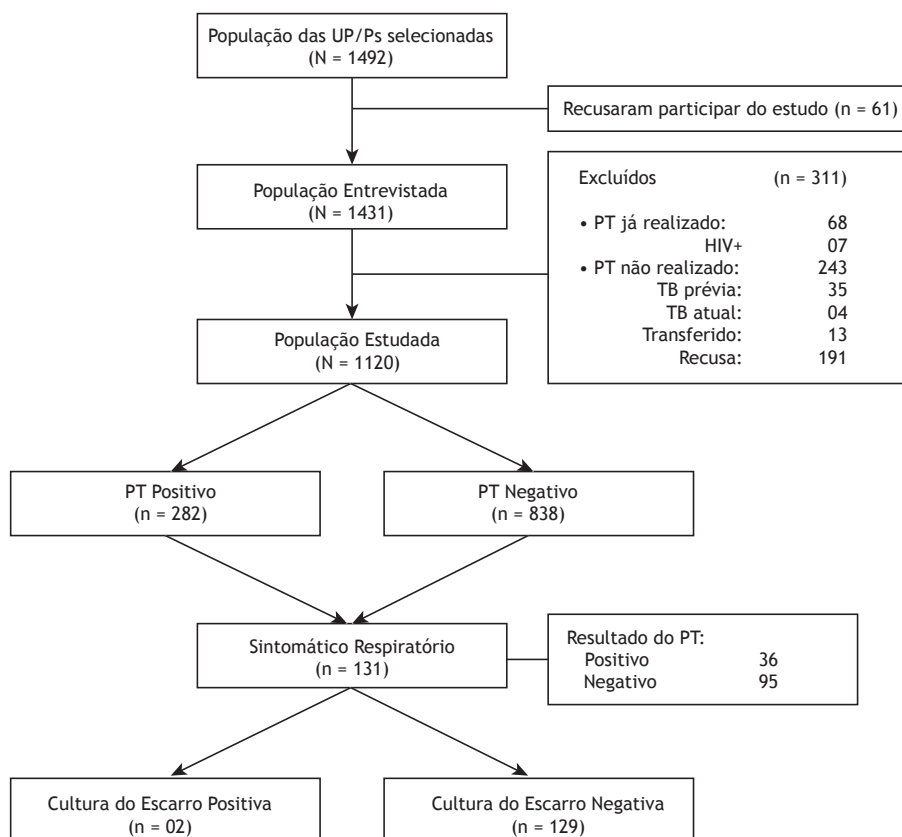 População das UP/Ps selecionadas
(N = 1492)
Recusaram participar do estudo (n = 61)
População Entrevistada
(N = 1431)
Excluídos (n = 311)
• PT já realizado: 68
HIV+ 07
• PT não realizado: 243
TB prévia: 35
TB atual: 04
Transferido: 13
Recusa: 191
População Estudada
(N = 1120)
PT Positivo
(n = 282)
PT Negativo
(n = 838)
Sintomático Respiratório
(n = 131)
Resultado do PT:
Positivo 36
Negativo 95
Cultura do Escarro Positiva
(n = 02)
Cultura do Escarro Negativa
(n = 129)